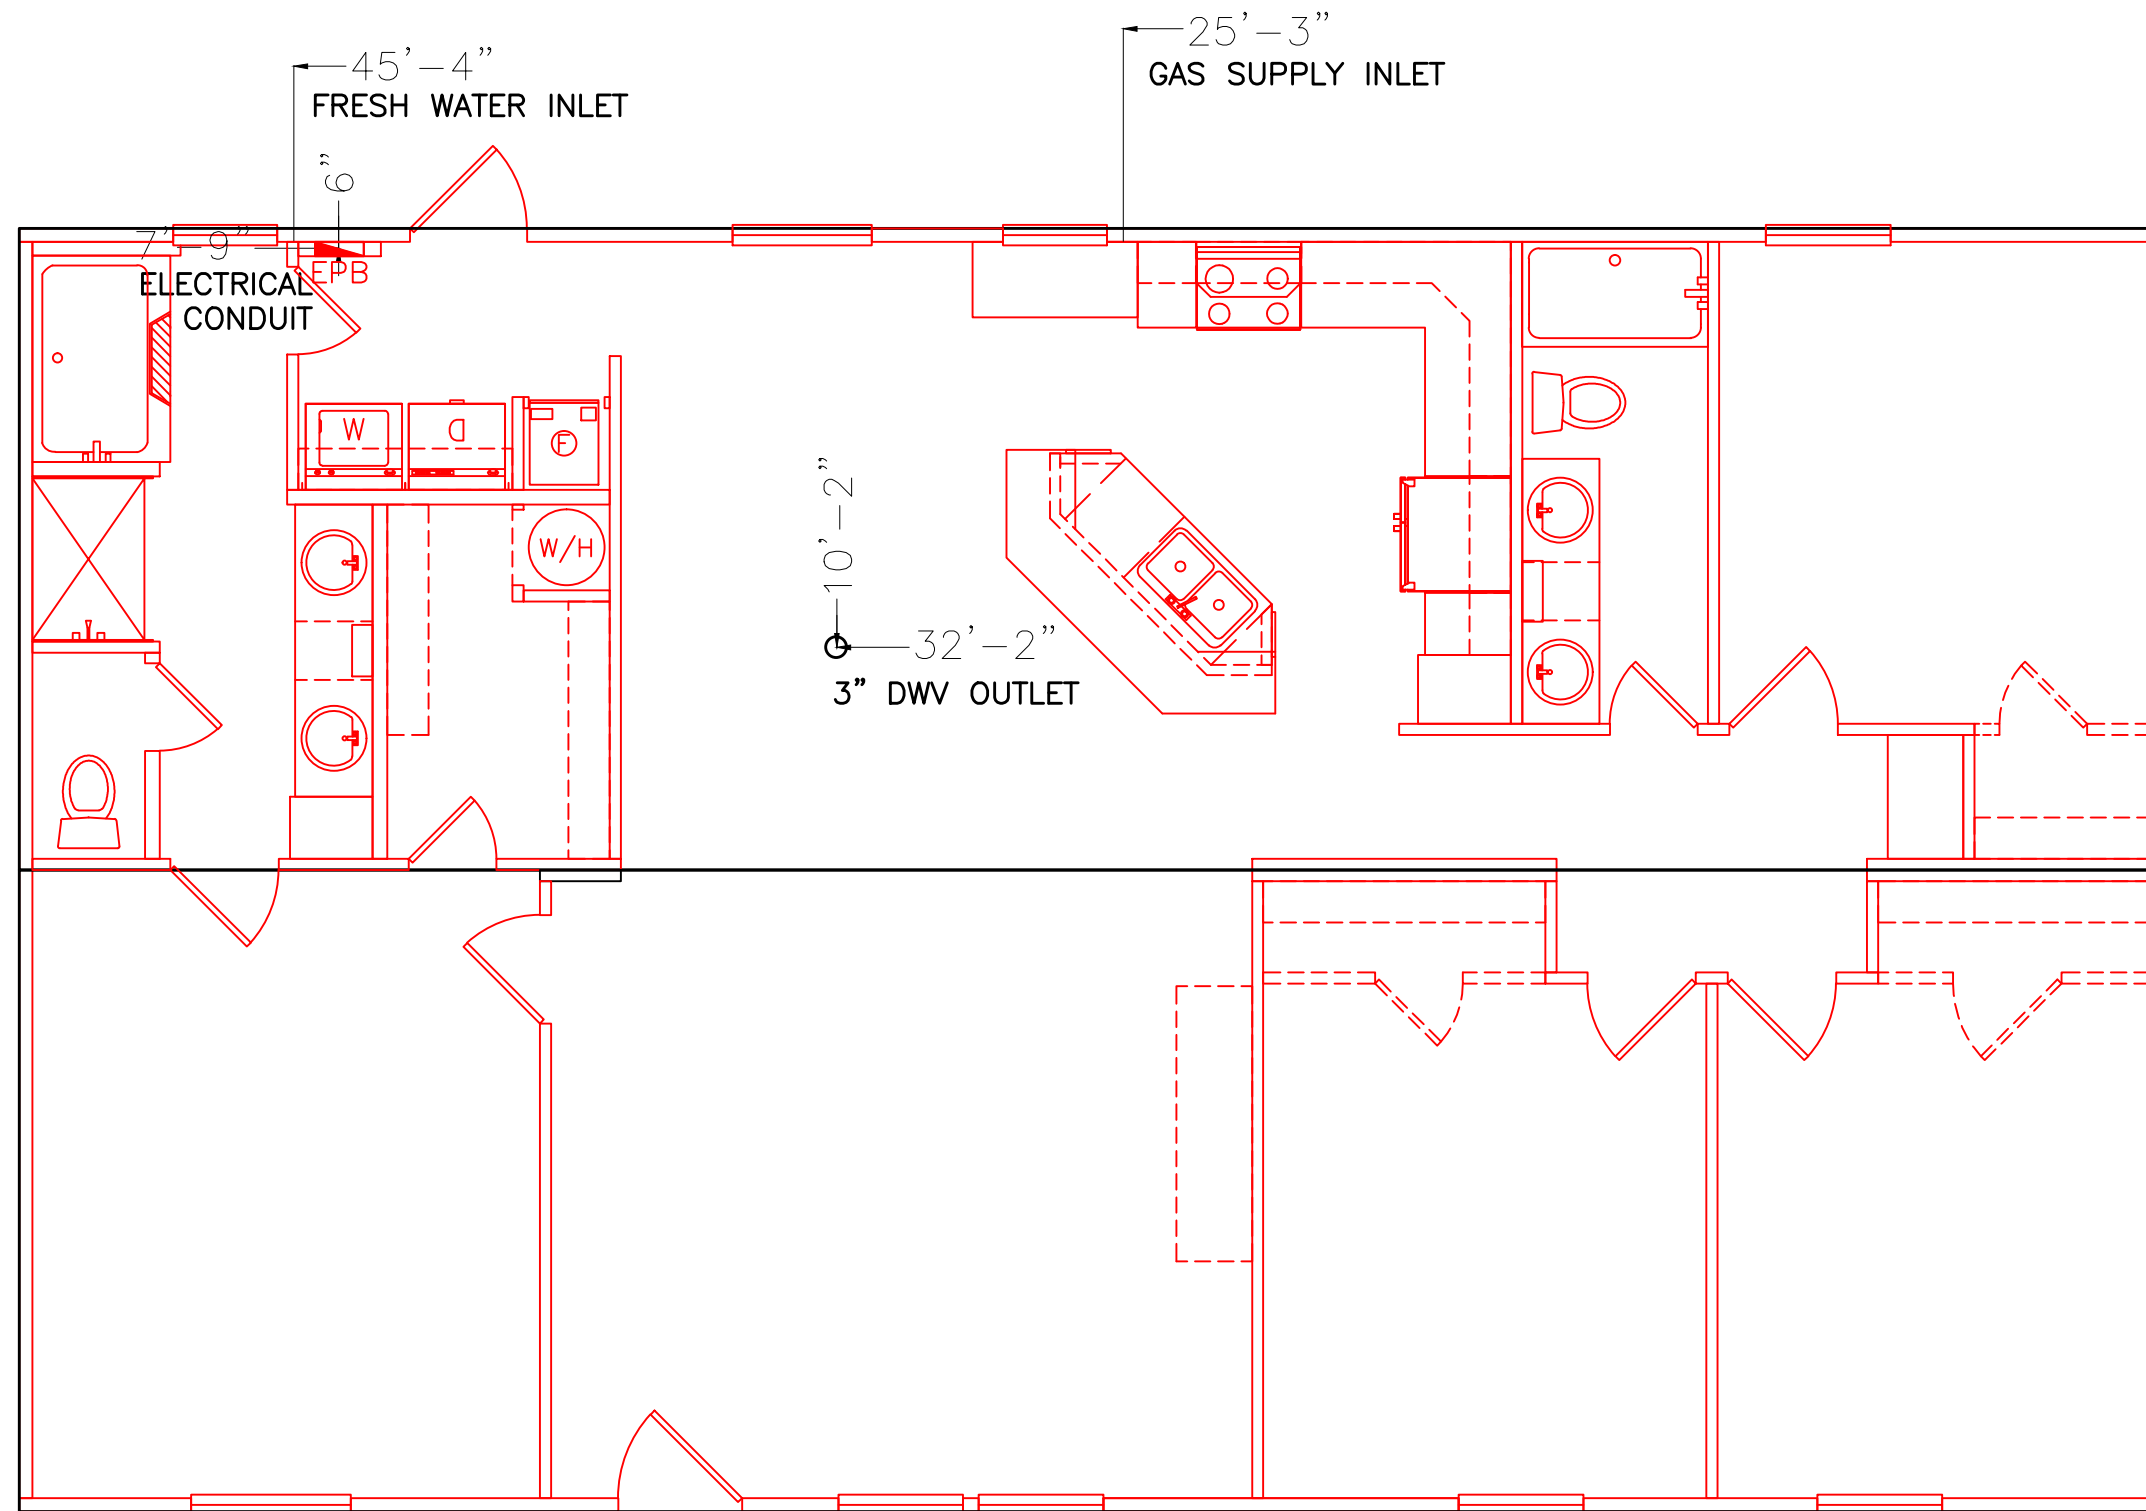 25'-3"
GAS SUPPLY INLET
45'-4"
FRESH WATER INLET
6"
7'-9"
ELECTRICAL
CONDUIT
EPB
W
D
F
W/H
10'-2"
32'-2"
3" DWV OUTLET